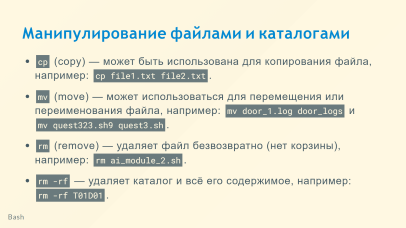 Манипулирование файлами и каталогами
• cp (copy) — может быть использована для копирования файла,
например: cp file1.txt file2.txt.
• mv (move) — может использоваться для перемещения или
переименования файла, например: mv door_1.log door_logs и
mv quest323.sh9 quest3.sh.
• rm (remove) — удаляет файл безвозвратно (нет корзины),
например: rm ai_module_2.sh.
• rm -rf — удаляет каталог и всё его содержимое, например:
rm -rf T01D01.
Bash